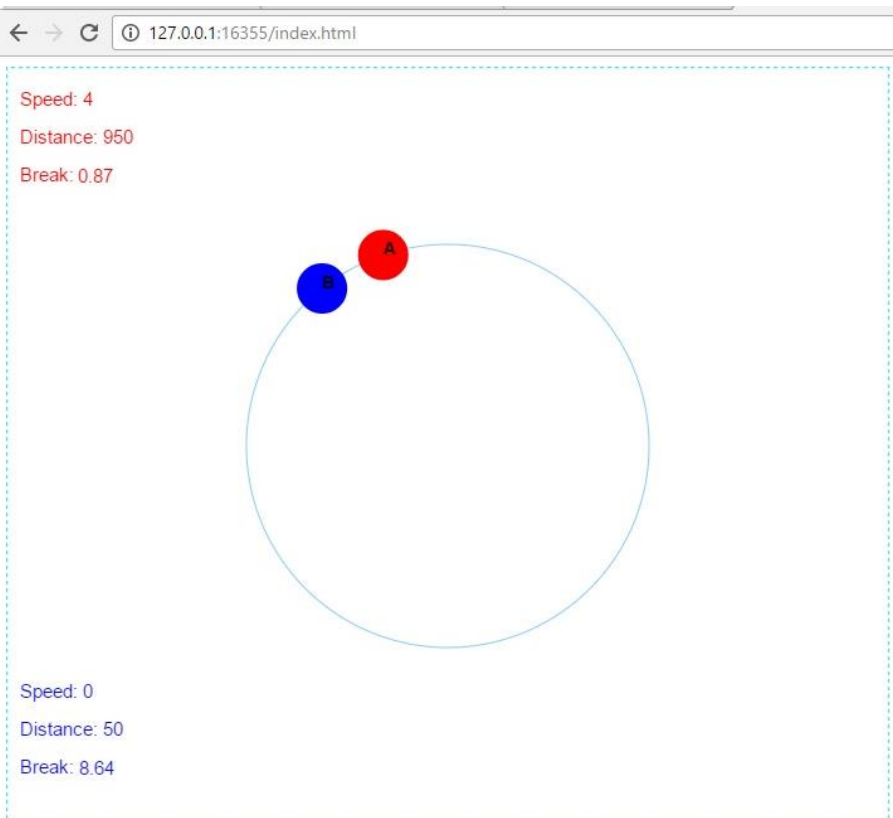 127.0.0.1:16355/index.html
Speed: 4
Distance: 950
Break: 0.87
A
B
Speed: 0
Distance: 50
Break: 8.64